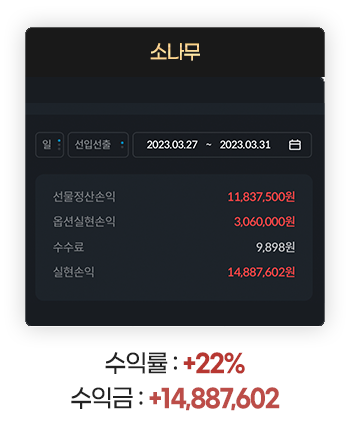 소나무
일 선입선출 2023.03.27 ~ 2023.03.31
선물정산손익 11,837,500원
옵션실현손익 3,060,000원
수수료 9,898원
실현손익 14,887,602원
수익률 : +22%
수익금 : +14,887,602